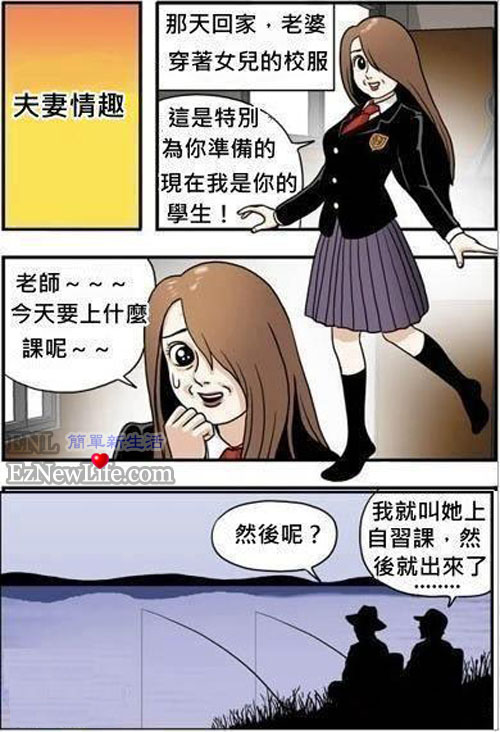 夫妻情趣
那天回家，老婆
穿著女兒的校服
這是特別
為你準備的
現在我是你的
學生！
老師～～～
今天要上什麼
課呢～～
ENL 簡單新生活
EzNewLife.com
然後呢？
我就叫她上
自習課，然
後就出來了
........